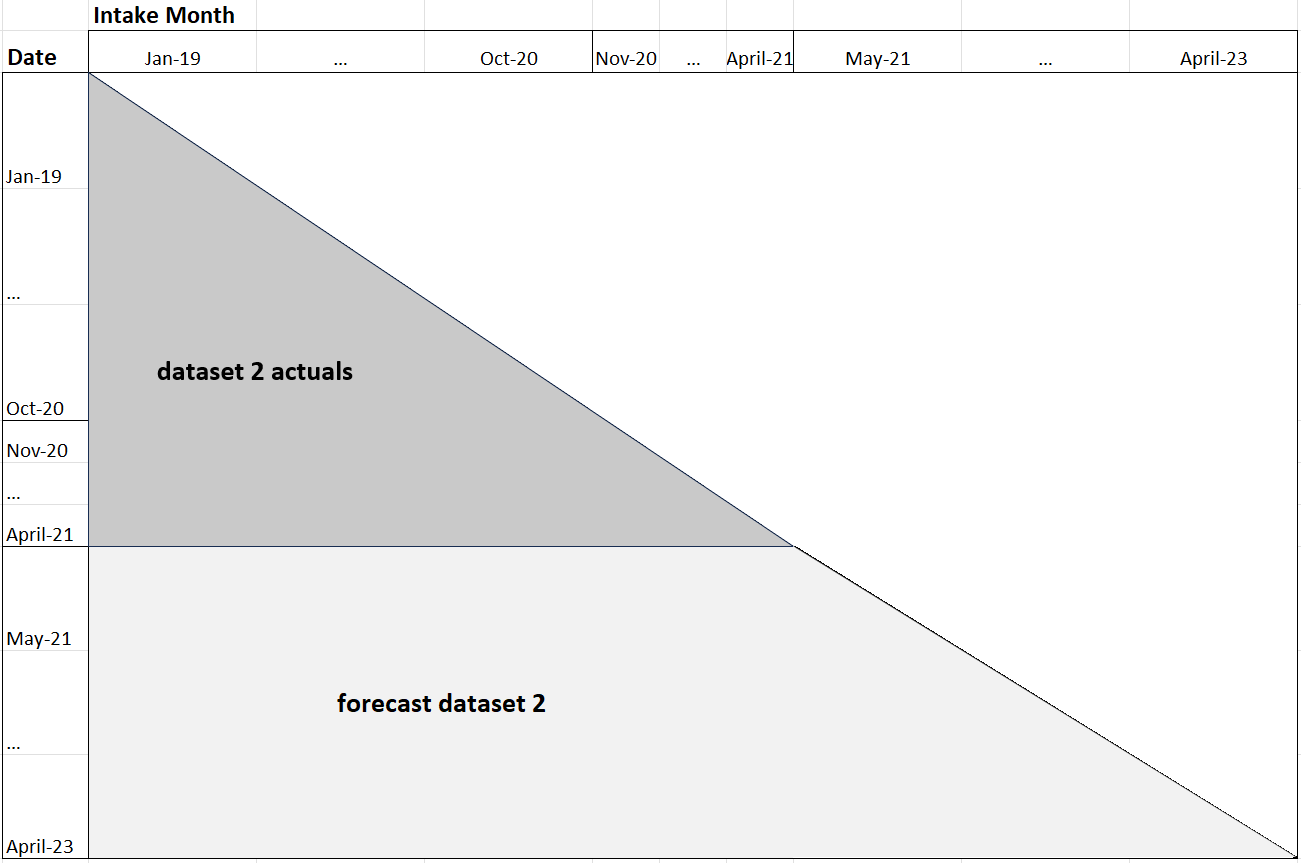 Intake Month
Date Jan-19 ... Oct-20 Nov-20 ... April-21 May-21 ... April-23
Jan-19
...
dataset 2 actuals
Oct-20
Nov-20
...
April-21
May-21
forecast dataset 2
...
April-23